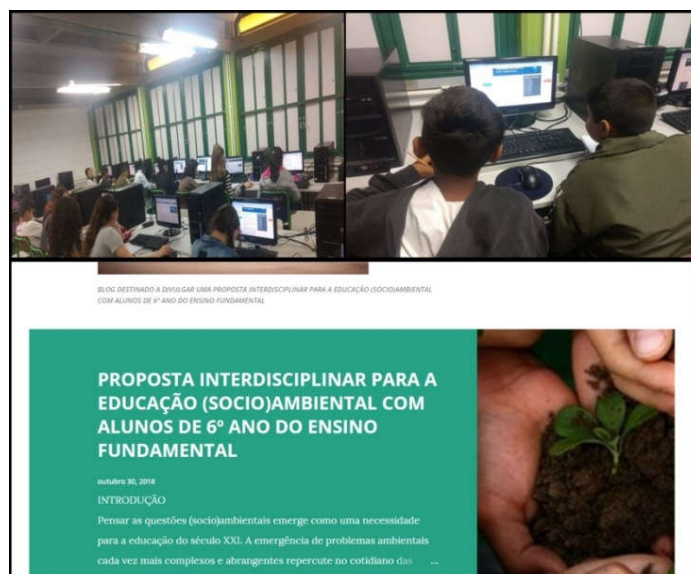 BLOG DESTINADO A DIVULGAR UMA PROPOSTA INTERDISCIPLINAR PARA A EDUCAÇÃO (SOCIO)AMBIENTAL
COM ALUNOS DE 6º ANO DO ENSINO FUNDAMENTAL
PROPOSTA INTERDISCIPLINAR PARA A
EDUCAÇÃO (SOCIO)AMBIENTAL COM
ALUNOS DE 6º ANO DO ENSINO
FUNDAMENTAL
outubro 30, 2018
INTRODUÇÃO
Pensar as questões (socio)ambientais emerge como uma necessidade
para a educação do século XXI. A emergência de problemas ambientais
cada vez mais complexos e abrangentes repercute no cotidiano das ...